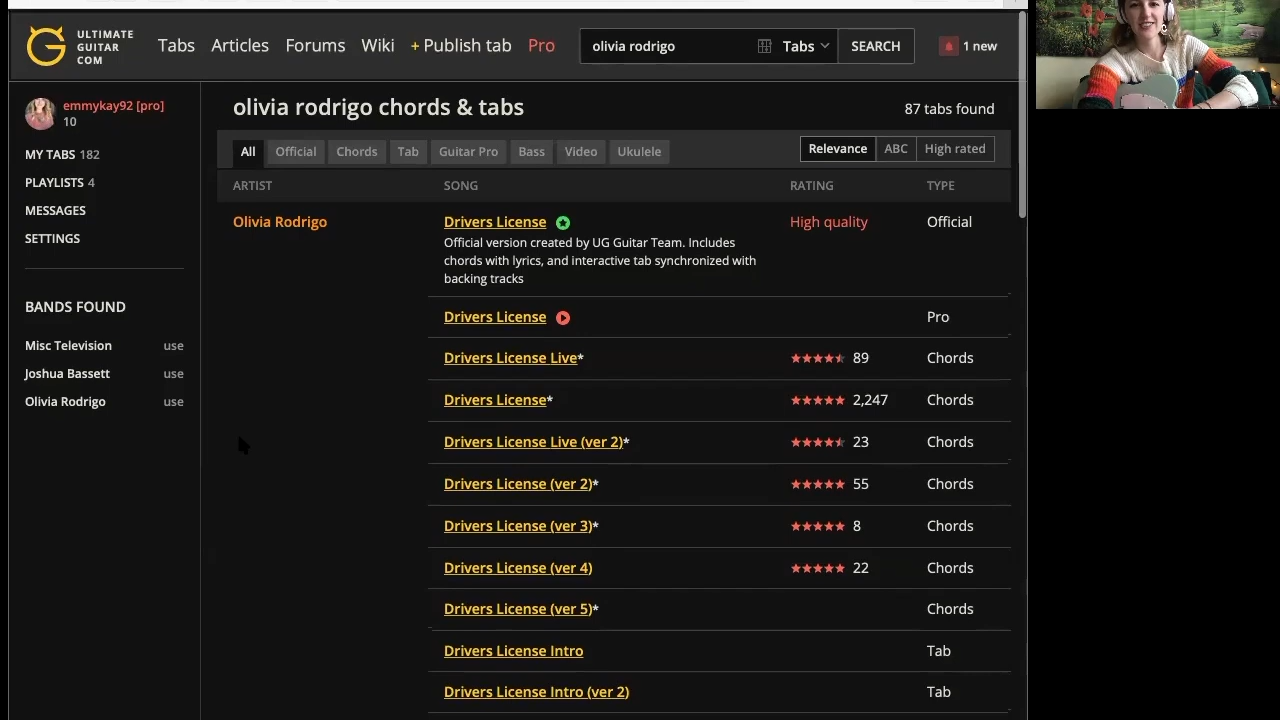 ULTIMATE
GUITAR
COM
Tabs Articles Forums Wiki + Publish tab Pro
olivia rodrigo Tabs SEARCH 1 new
emmykay92 [pro]
10
MY TABS 182
PLAYLISTS 4
MESSAGES
SETTINGS
BANDS FOUND
Misc Television use
Joshua Bassett use
Olivia Rodrigo use
olivia rodrigo chords & tabs 87 tabs found
All Official Chords Tab Guitar Pro Bass Video Ukulele Relevance ABC High rated
ARTIST SONG RATING TYPE
Olivia Rodrigo Drivers License High quality Official
Official version created by UG Guitar Team. Includes
chords with lyrics, and interactive tab synchronized with
backing tracks
Drivers License Pro
Drivers License Live* 89 Chords
Drivers License* 2,247 Chords
Drivers License Live (ver 2)* 23 Chords
Drivers License (ver 2)* 55 Chords
Drivers License (ver 3)* 8 Chords
Drivers License (ver 4) 22 Chords
Drivers License (ver 5)* Chords
Drivers License Intro Tab
Drivers License Intro (ver 2) Tab